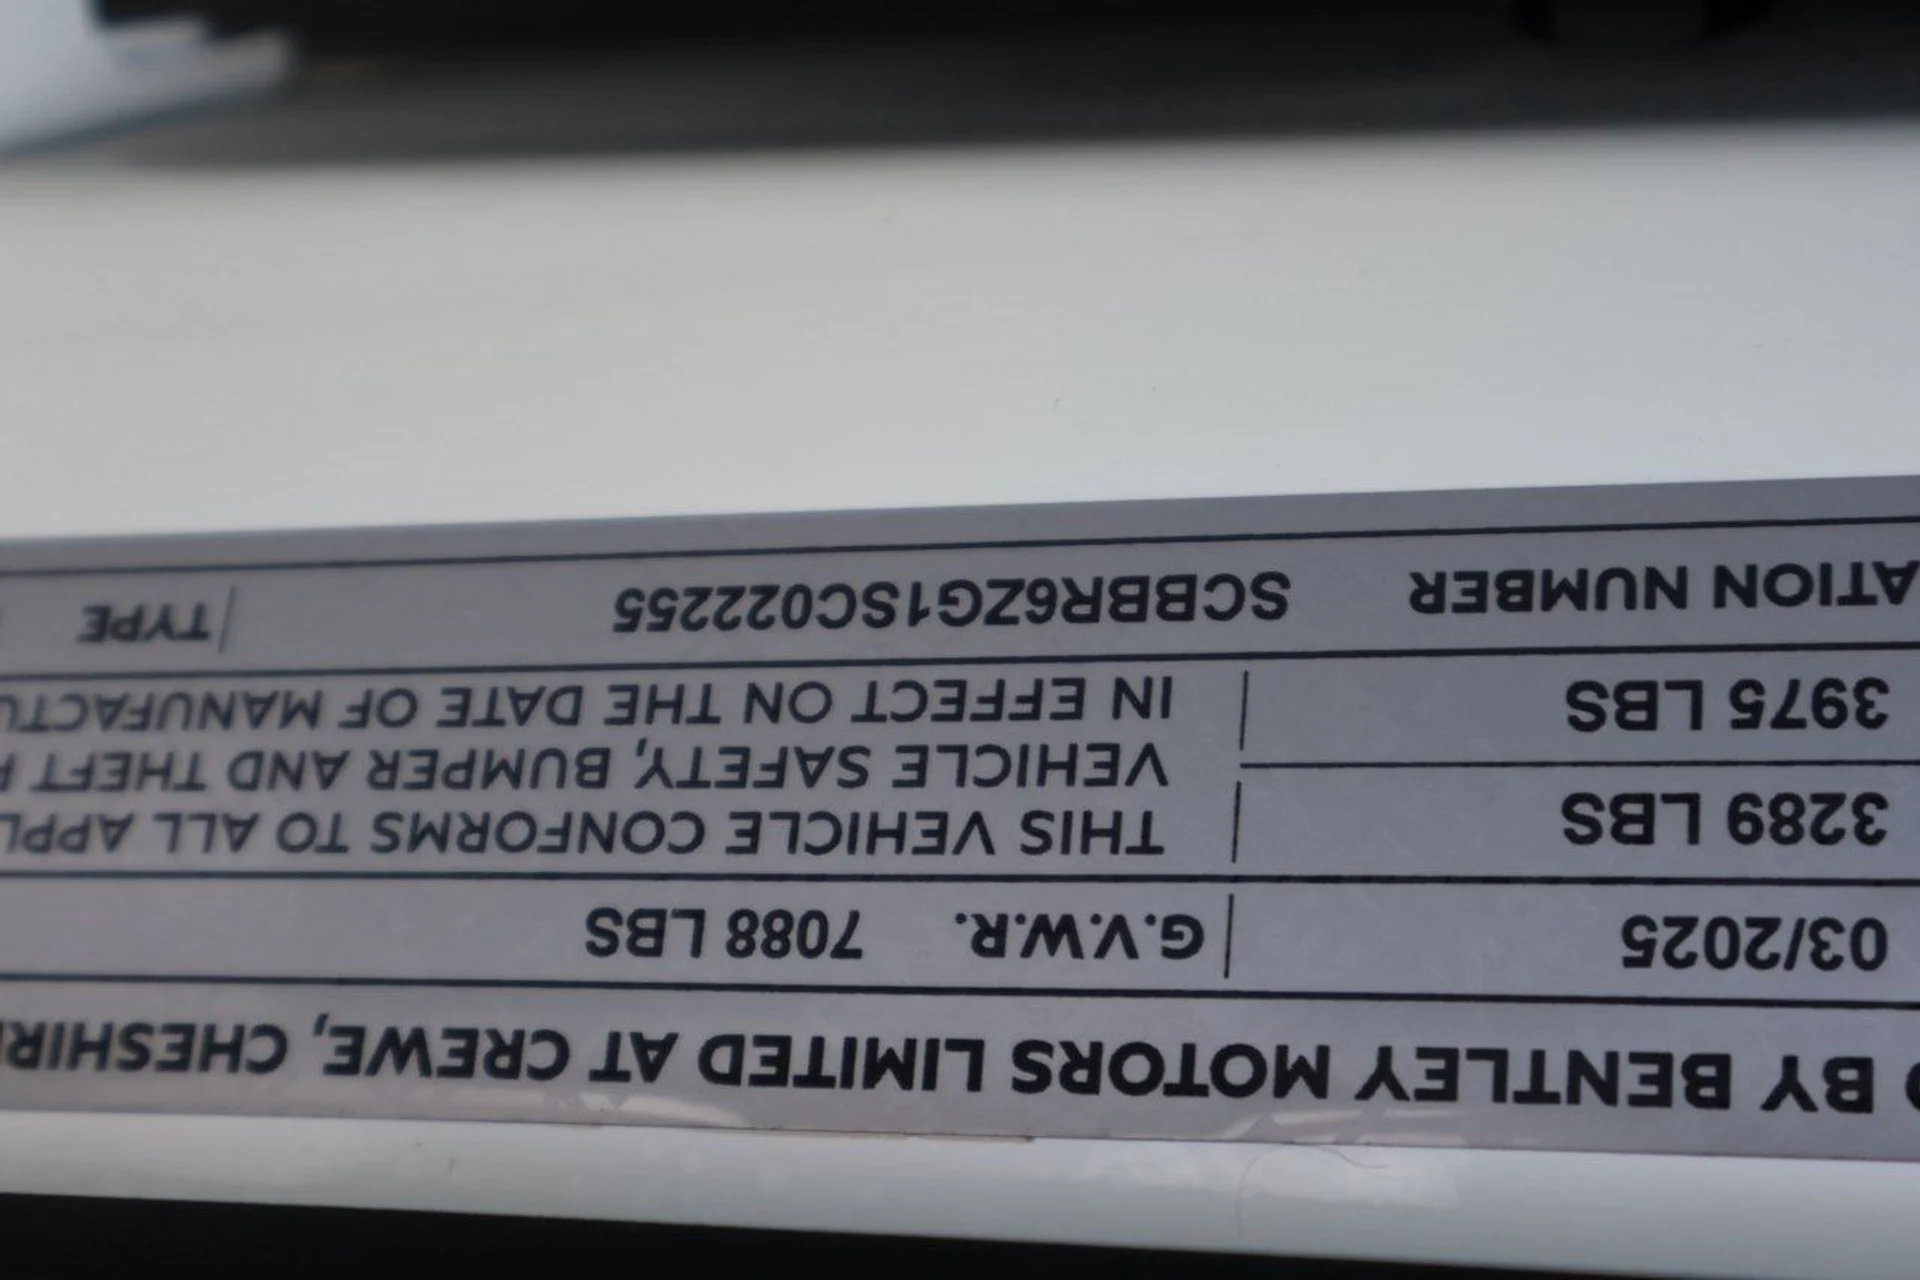 D BY BENTLEY MOTORS LIMITED AT CREWE, CHESHIR
03/2025 G.V.W.R. 7088 LBS
3289 LBS THIS VEHICLE CONFORMS TO ALL APPL
VEHICLE SAFETY, BUMPER AND THEFT
3975 LBS IN EFFECT ON THE DATE OF MANUFACTU
ATION NUMBER SCBBR6ZG1SC022255 TYPE